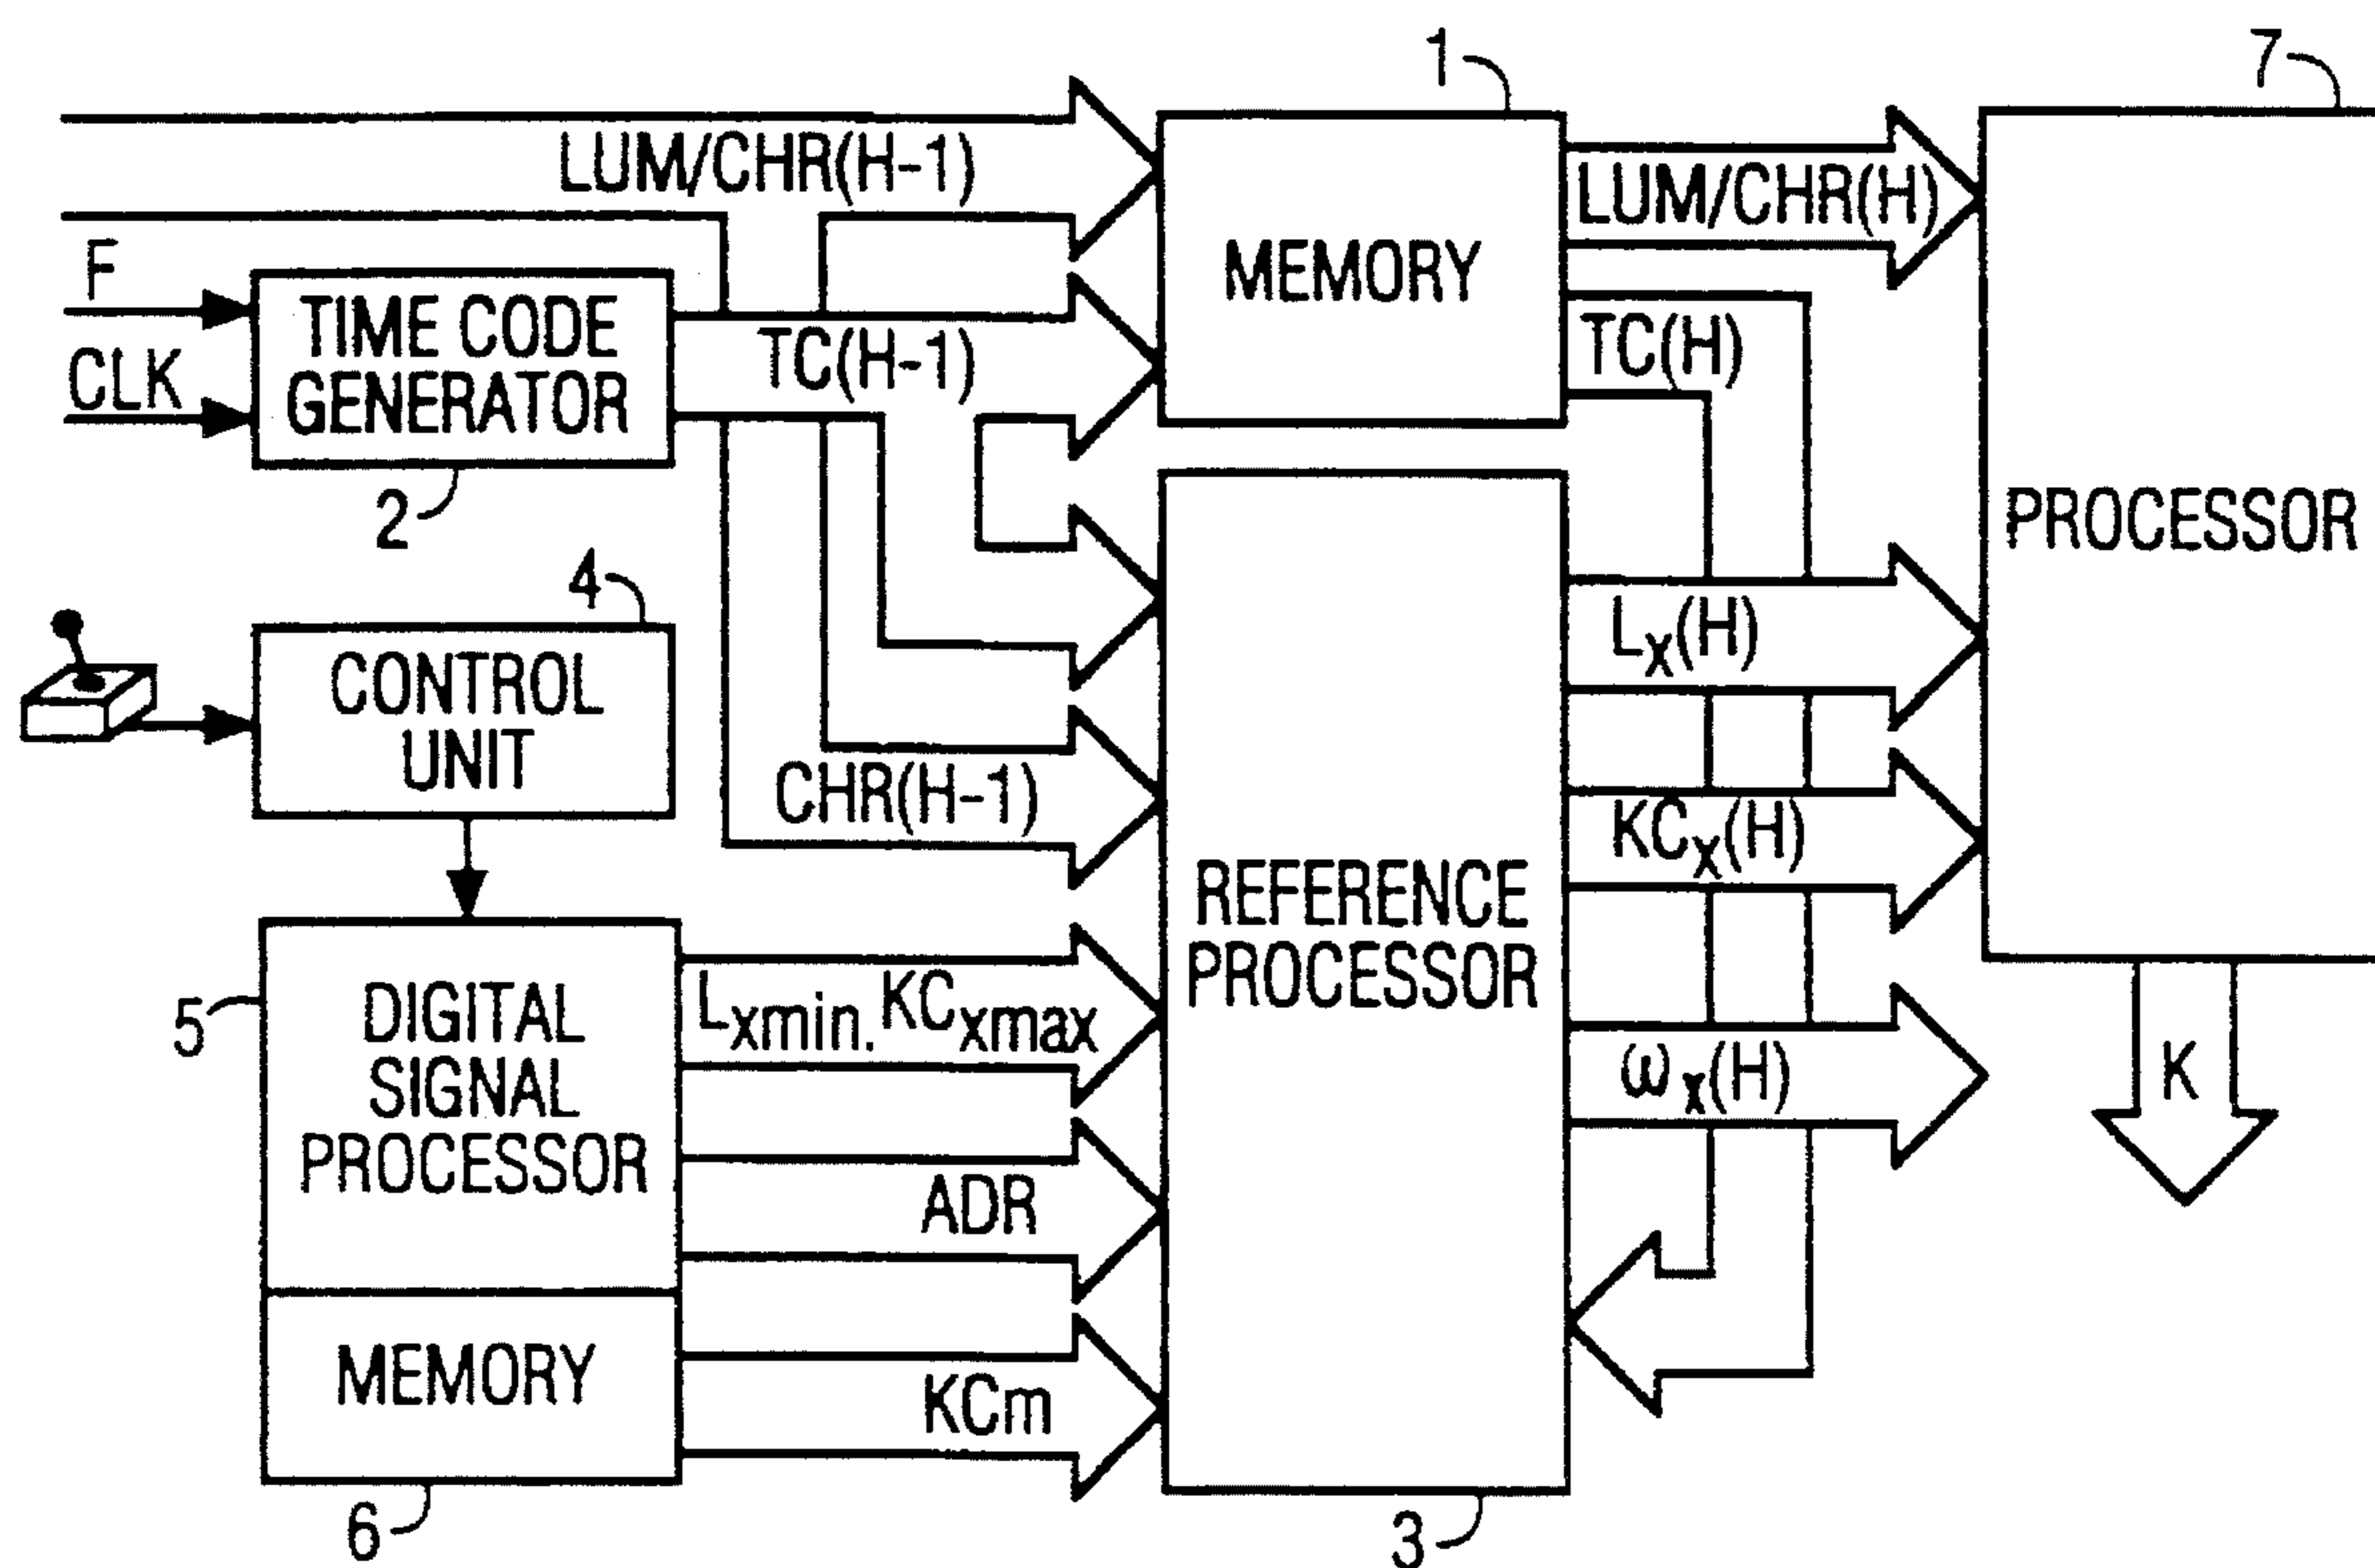 1
7
LUM/CHR(H-1)
LUM/CHR(H)
F
MEMORY
TIME CODE
GENERATOR
TC(H-1)
TC(H)
CLK
2
PROCESSOR
4
Lx(H)
CONTROL
UNIT
CHR(H-1)
KCx(H)
REFERENCE
PROCESSOR
5
DIGITAL
SIGNAL
PROCESSOR
Lxmin. KCxmax
ωx(H)
K
ADR
MEMORY
KCm
6
3